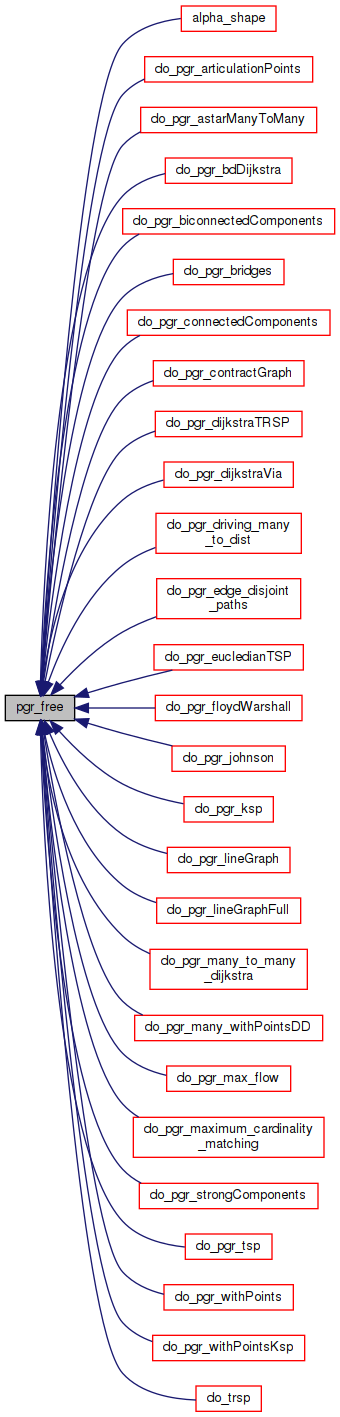 alpha_shape
do_pgr_articulationPoints
do_pgr_astarManyToMany
do_pgr_bdDijkstra
do_pgr_biconnectedComponents
do_pgr_bridges
do_pgr_connectedComponents
do_pgr_contractGraph
do_pgr_dijkstraTRSP
do_pgr_dijkstraVia
do_pgr_driving_many
_to_dist
do_pgr_edge_disjoint
_paths
do_pgr_eucledianTSP
pgr_free
do_pgr_floydWarshall
do_pgr_johnson
do_pgr_ksp
do_pgr_lineGraph
do_pgr_lineGraphFull
do_pgr_many_to_many
_dijkstra
do_pgr_many_withPointsDD
do_pgr_max_flow
do_pgr_maximum_cardinality
_matching
do_pgr_strongComponents
do_pgr_tsp
do_pgr_withPoints
do_pgr_withPointsKsp
do_trsp